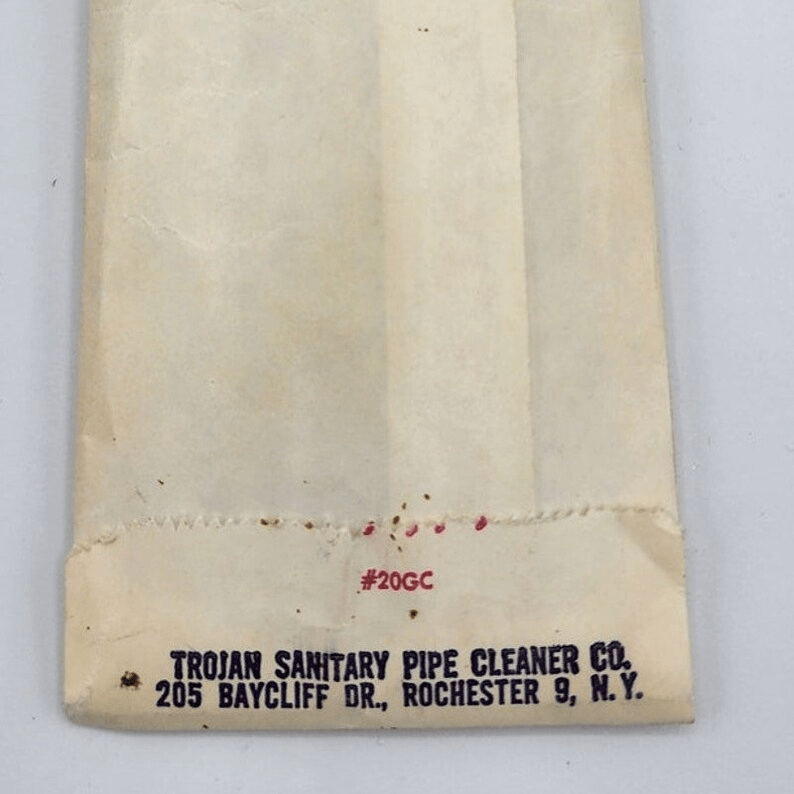 #20GC
TROJAN SANITARY PIPE CLEANER CO.
205 BAYCLIFF DR., ROCHESTER 9, N.Y.